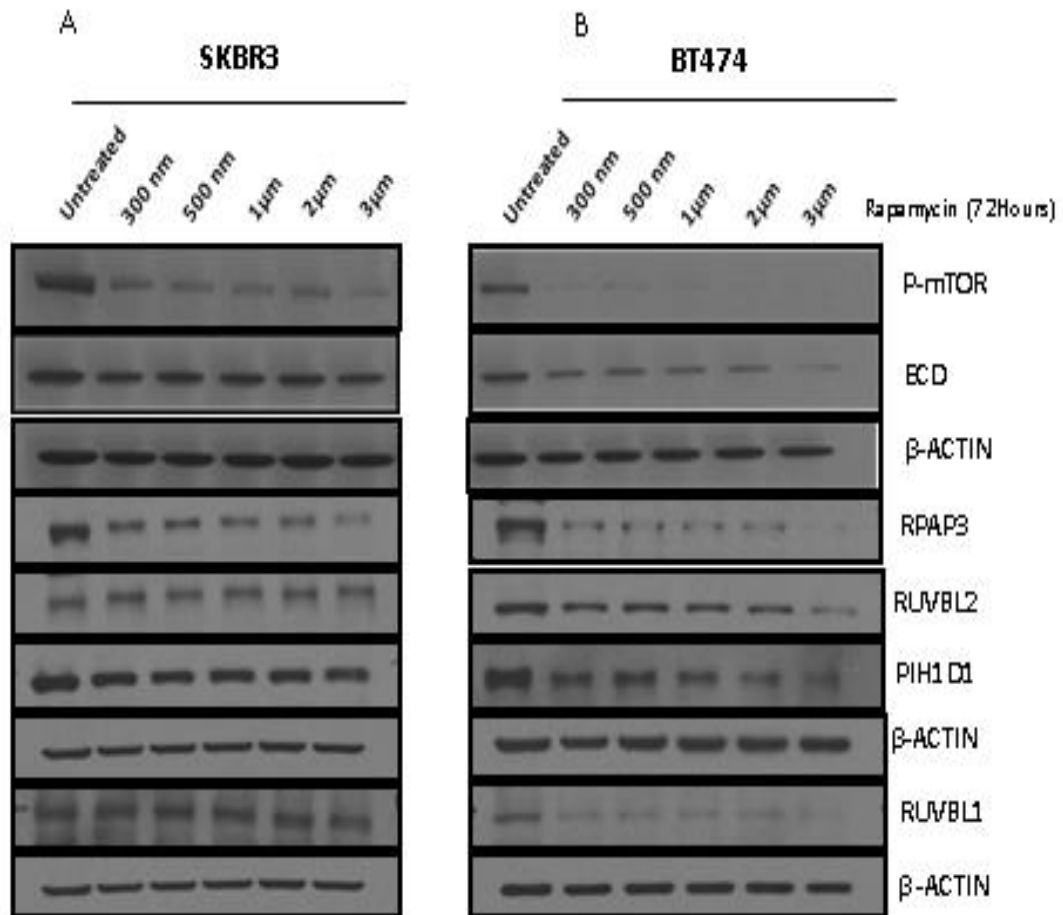 A
B
SKBR3
BT474
Untreated
300 nm
500 nm
1µm
2µm
3µm
Untreated
300 nm
500 nm
1µm
2µm
3µm
Rapamycin (72Hours)
P-mTOR
ECD
β-ACTIN
RPAP3
RUVBL2
PIH1D1
β-ACTIN
RUVBL1
β-ACTIN